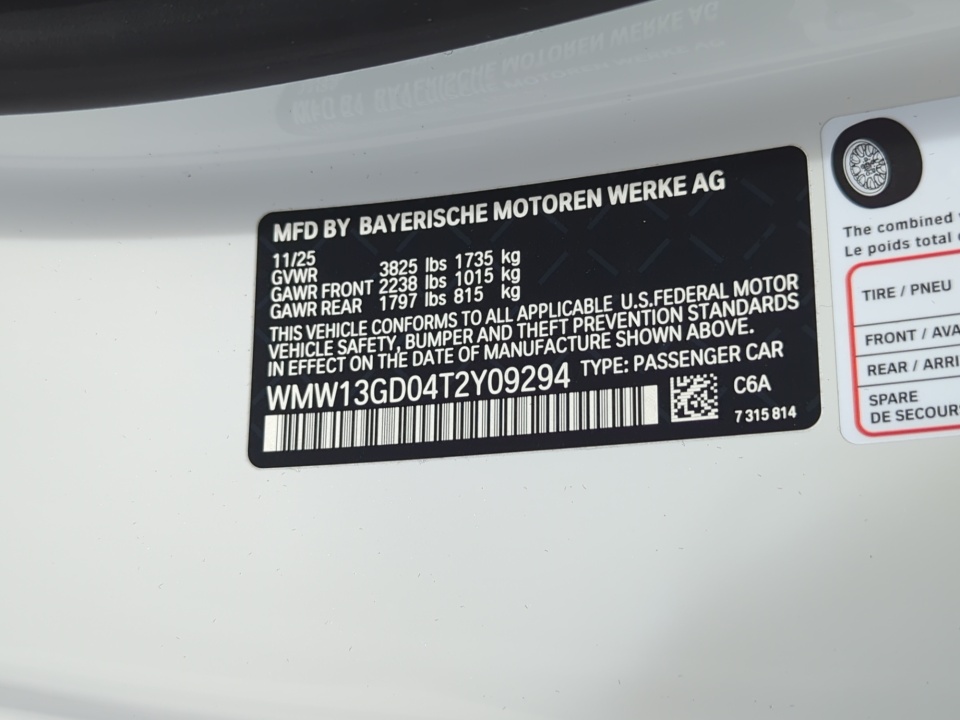 MFD BY BAYERISCHE MOTOREN WERKE AG
11/25
GVWR 3825 lbs 1735 kg
GAWR FRONT 2238 lbs 1015 kg
GAWR REAR 1797 lbs 815 kg
THIS VEHICLE CONFORMS TO ALL APPLICABLE U.S.FEDERAL MOTOR
VEHICLE SAFETY, BUMPER AND THEFT PREVENTION STANDARDS
IN EFFECT ON THE DATE OF MANUFACTURE SHOWN ABOVE.
WMW13GD04T2Y09294 TYPE: PASSENGER CAR
C6A
7 315 814
The combined
Le poids total
TIRE / PNEU
FRONT / AVA
REAR / ARRI
SPARE
DE SECOURS